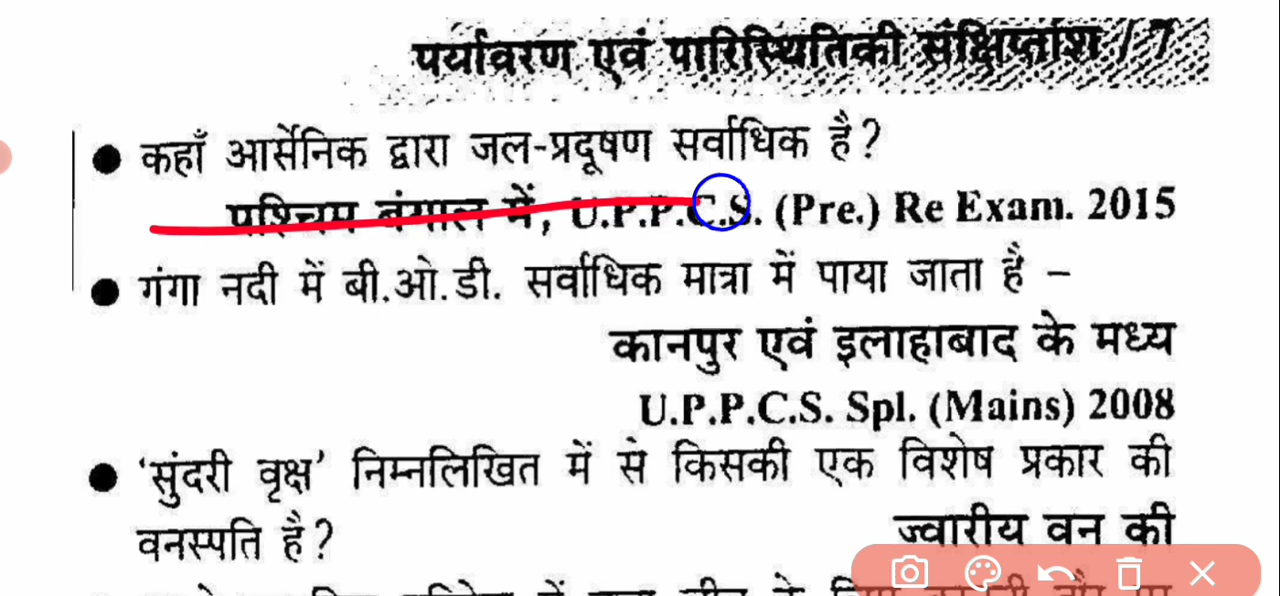 पर्यावरण एवं पारिस्थितिकी संक्षिप्तांश / 7
● कहाँ आर्सेनिक द्वारा जल-प्रदूषण सर्वाधिक है?
पश्चिम बंगाल में, U.P.P.C.S. (Pre.) Re Exam. 2015
● गंगा नदी में बी.ओ.डी. सर्वाधिक मात्रा में पाया जाता है –
कानपुर एवं इलाहाबाद के मध्य
U.P.P.C.S. Spl. (Mains) 2008
● ‘सुंदरी वृक्ष’ निम्नलिखित में से किसकी एक विशेष प्रकार की
वनस्पति है? ज्वारीय वन की